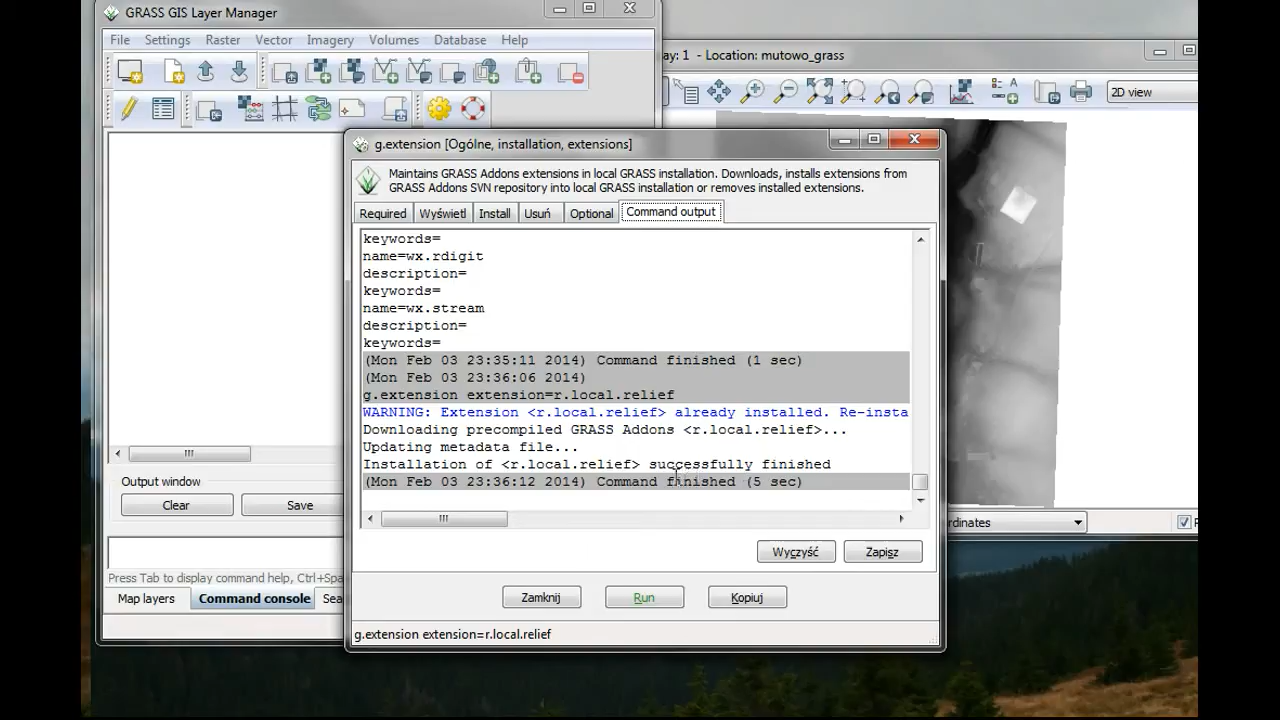 GRASS GIS Layer Manager
File Settings Raster Vector Imagery Volumes Database Help
ay: 1 - Location: mutowo_grass
2D view
g.extension [Ogólne, installation, extensions]
Maintains GRASS Addons extensions in local GRASS installation. Downloads, installs extensions from
GRASS Addons SVN repository into local GRASS installation or removes installed extensions.
Required Wyświetl Install Usuń Optional Command output
keywords=
name=wx.rdigit
description=
keywords=
name=wx.stream
description=
keywords=
(Mon Feb 03 23:35:11 2014) Command finished (1 sec)
(Mon Feb 03 23:36:06 2014)
g.extension extension=r.local.relief
WARNING: Extension <r.local.relief> already installed. Re-insta
Downloading precompiled GRASS Addons <r.local.relief>...
Updating metadata file...
Installation of <r.local.relief> successfully finished
(Mon Feb 03 23:36:12 2014) Command finished (5 sec)
Wyczyść Zapisz
Zamknij Run Kopiuj
g.extension extension=r.local.relief
Output window
Clear Save
Press Tab to display command help, Ctrl+Spa
Map layers Command console Sea
rdinates